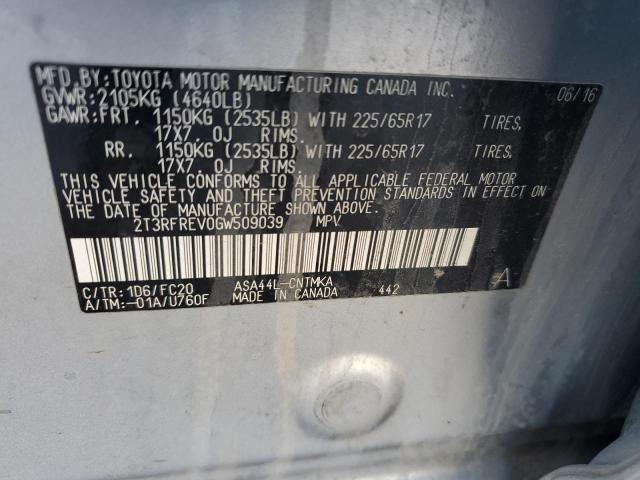 MFD. BY: TOYOTA MOTOR MANUFACTURING CANADA INC.
GVWR: 2105KG (4640LB) 06/16
GAWR: FRT. 1150KG (2535LB) WITH 225/65R17 TIRES,
17X7.0J RIMS.
RR. 1150KG (2535LB) WITH 225/65R17 TIRES,
17X7.0J RIMS.
THIS VEHICLE CONFORMS TO ALL APPLICABLE FEDERAL MOTOR
VEHICLE SAFETY AND THEFT PREVENTION STANDARDS IN EFFECT ON
THE DATE OF MANUFACTURE SHOWN ABOVE.
2T3RFREV0GW509039 MPV
C/TR: 1D6/FC20 ASA44L-CNTMKA 442
A/TM: -01A/U760F MADE IN CANADA A